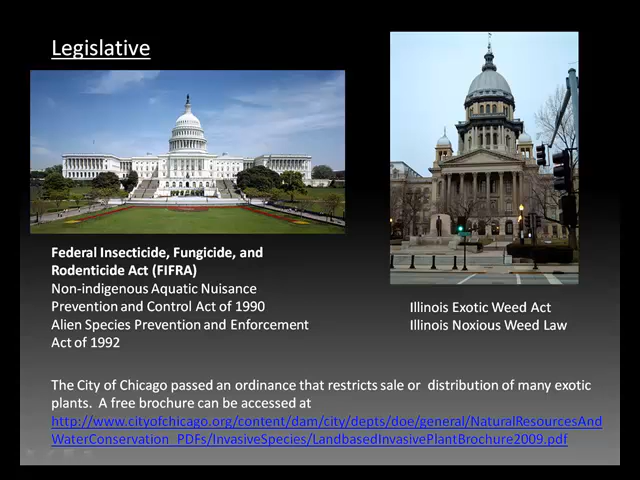 Legislative
Federal Insecticide, Fungicide, and
Rodenticide Act (FIFRA)
Non-indigenous Aquatic Nuisance
Prevention and Control Act of 1990
Alien Species Prevention and Enforcement
Act of 1992
Illinois Exotic Weed Act
Illinois Noxious Weed Law
The City of Chicago passed an ordinance that restricts sale or distribution of many exotic
plants. A free brochure can be accessed at
http://www.cityofchicago.org/content/dam/city/depts/doe/general/NaturalResourcesAnd
WaterConservation_PDFs/InvasiveSpecies/LandbasedInvasivePlantBrochure2009.pdf